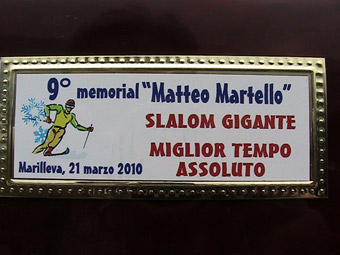 9° memorial "Matteo Martello"
SLALOM GIGANTE
MIGLIOR TEMPO
ASSOLUTO
Marilleva, 21 marzo 2010